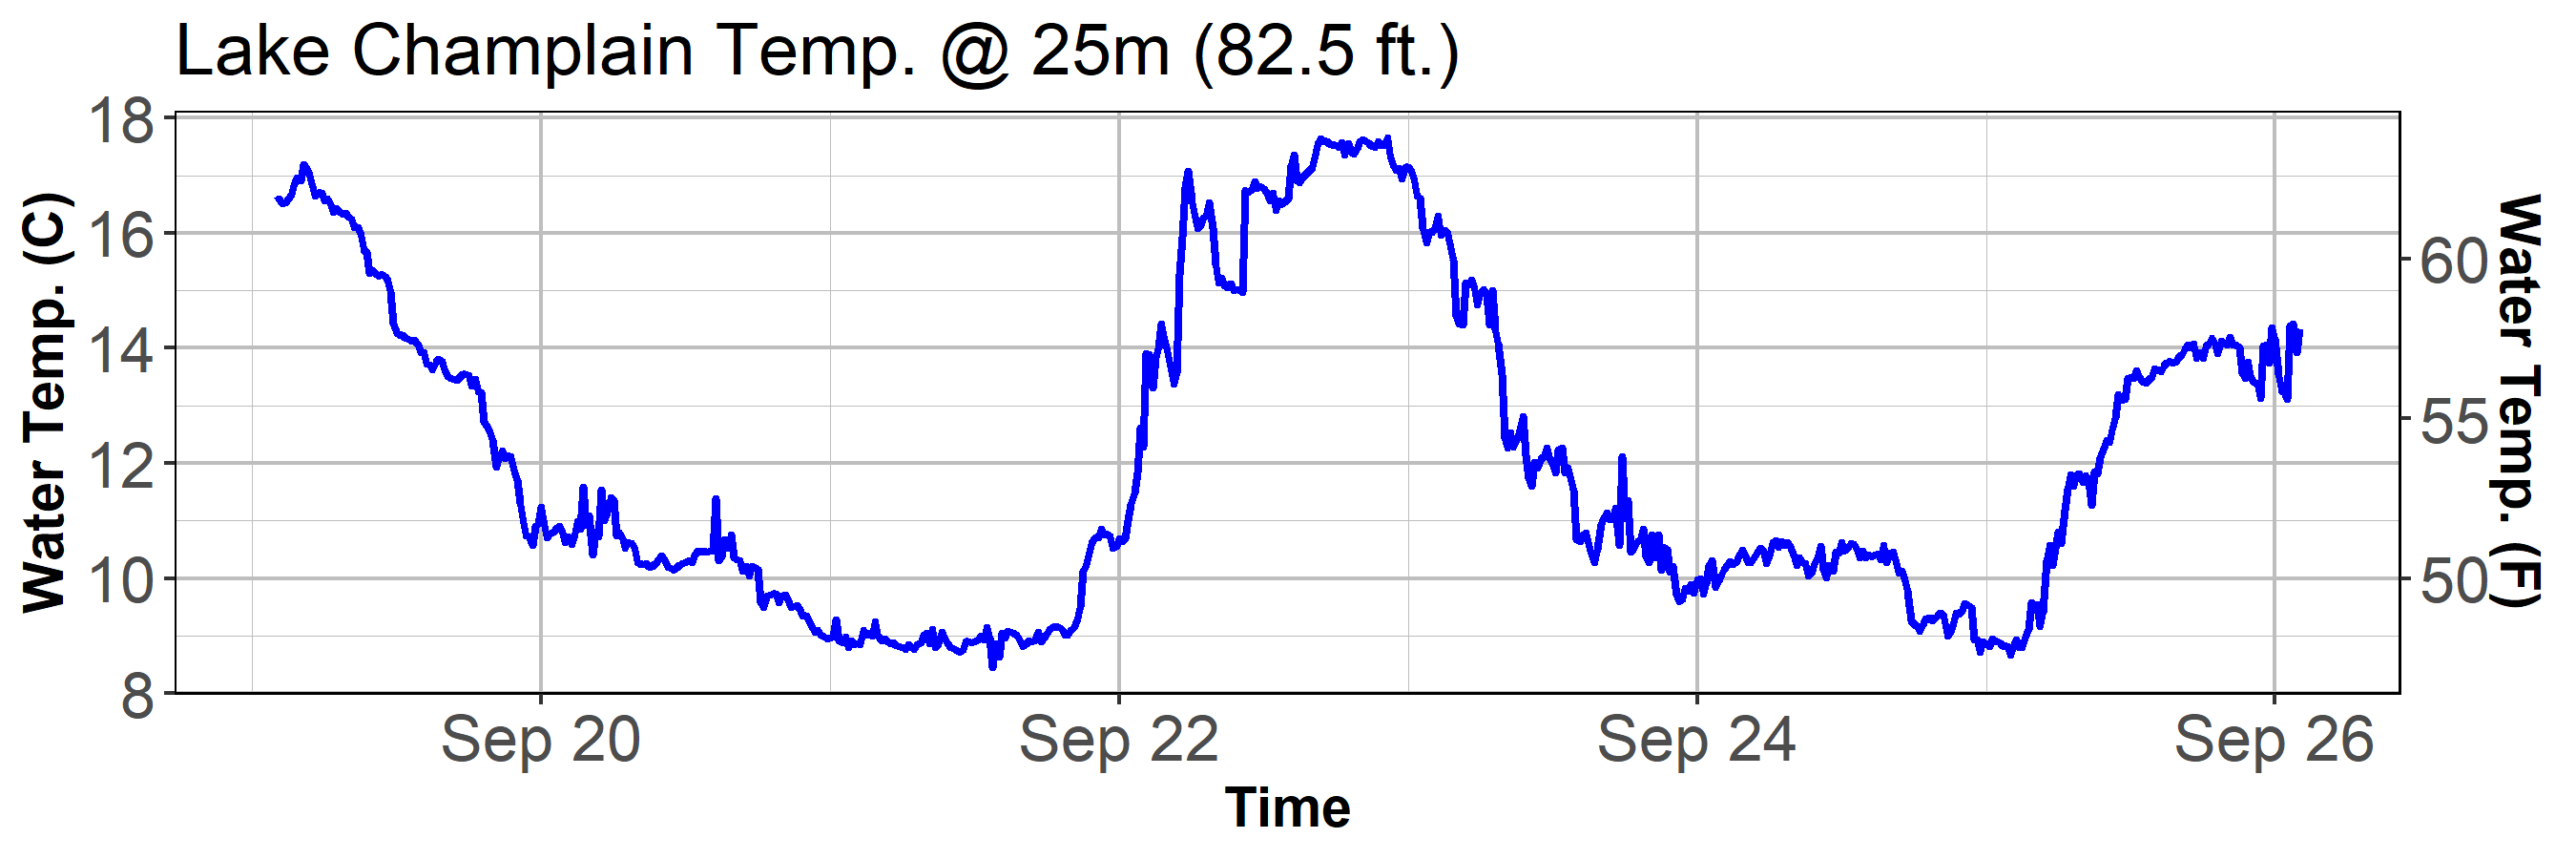 Lake Champlain Temp. @ 25m (82.5 ft.)
Water Temp. (C)
18
16
14
12
10
8
60
55
50
Water Temp. (F)
Sep 20 Sep 22 Sep 24 Sep 26
Time